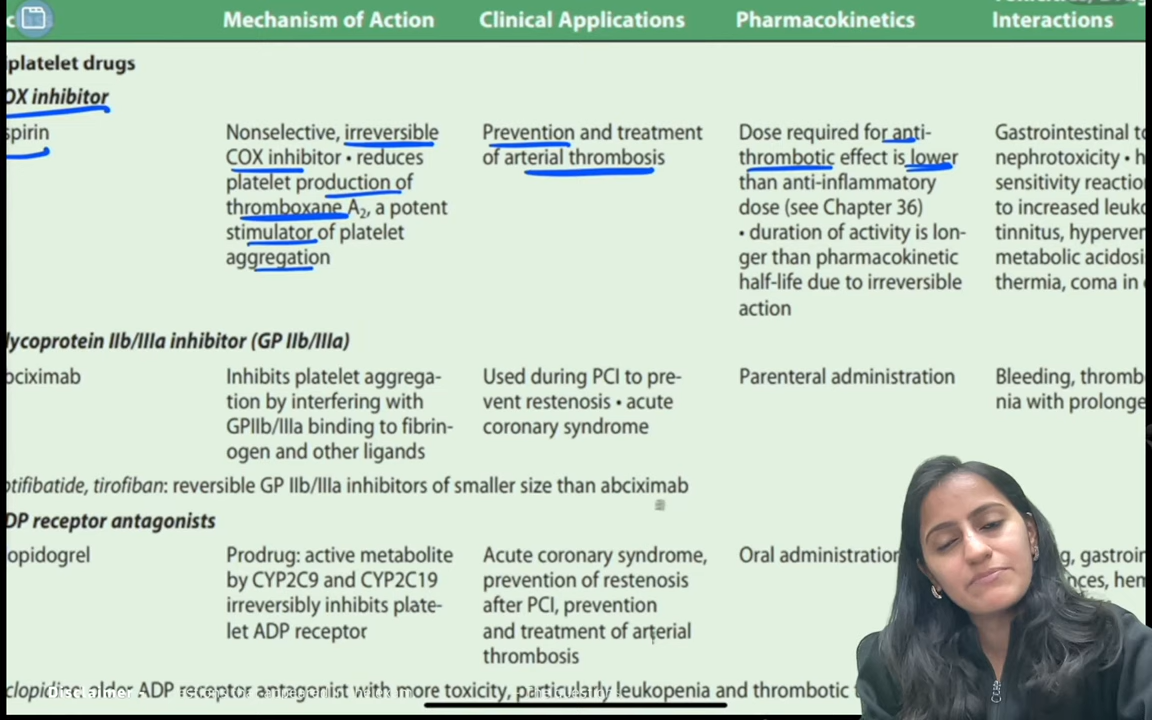 Mechanism of Action
Clinical Applications
Pharmacokinetics
Interactions
platelet drugs
OX inhibitor
spirin
Nonselective, irreversible
COX inhibitor • reduces
platelet production of
thromboxane A₂, a potent
stimulator of platelet
aggregation
Prevention and treatment
of arterial thrombosis
Dose required for anti-
thrombotic effect is lower
than anti-inflammatory
dose (see Chapter 36)
• duration of activity is lon-
ger than pharmacokinetic
half-life due to irreversible
action
Gastrointestinal to
nephrotoxicity • h
sensitivity reactio
to increased leuk
tinnitus, hyperver
metabolic acidosi
thermia, coma in
lycoprotein IIb/IIIa inhibitor (GP IIb/IIIa)
ociximab
Inhibits platelet aggrega-
tion by interfering with
GPIIb/IIIa binding to fibrin-
ogen and other ligands
Used during PCI to pre-
vent restenosis • acute
coronary syndrome
Parenteral administration
Bleeding, thromb
nia with prolonge
ptifibatide, tirofiban: reversible GP IIb/IIIa inhibitors of smaller size than abciximab
DP receptor antagonists
opidogrel
Prodrug: active metabolite
by CYP2C9 and CYP2C19
irreversibly inhibits plate-
let ADP receptor
Acute coronary syndrome,
prevention of restenosis
after PCI, prevention
and treatment of arterial
thrombosis
Oral administration
g, gastroin
nces, hem
clopidine: older ADP receptor antagonist with more toxicity, particularly leukopenia and thrombotic
Disclaimer -